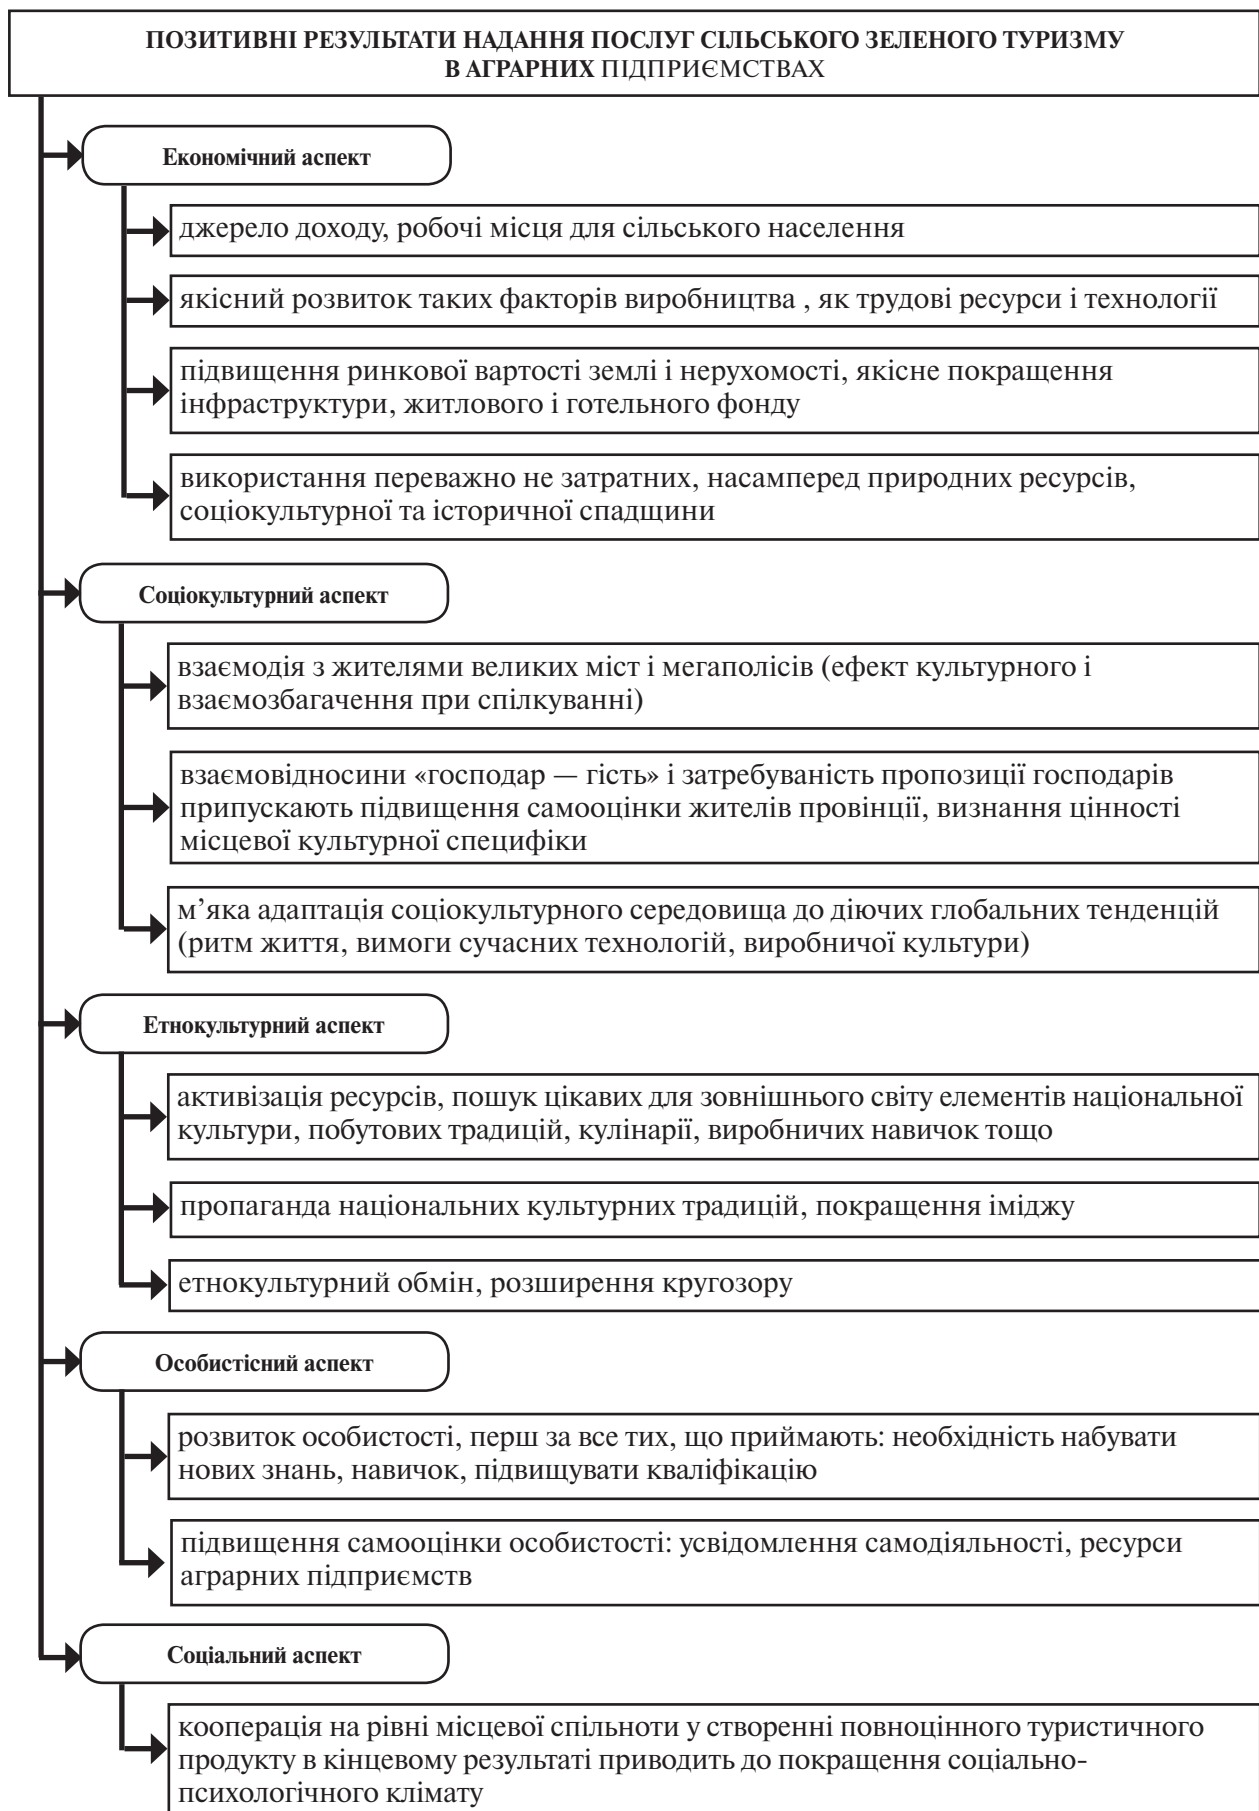 ПОЗИТИВНІ РЕЗУЛЬТАТИ НАДАННЯ ПОСЛУГ СІЛЬСЬКОГО ЗЕЛЕНОГО ТУРИЗМУ
В АГРАРНИХ ПІДПРИЄМСТВАХ
Економічний аспект
джерело доходу, робочі місця для сільського населення
якісний розвиток таких факторів виробництва , як трудові ресурси і технології
підвищення ринкової вартості землі і нерухомості, якісне покращення
інфраструктури, житлового і готельного фонду
використання переважно не затратних, насамперед природних ресурсів,
соціокультурної та історичної спадщини
Соціокультурний аспект
взаємодія з жителями великих міст і мегаполісів (ефект культурного і
взаємозбагачення при спілкуванні)
взаємовідносини «господар — гість» і затребуваність пропозиції господарів
припускають підвищення самооцінки жителів провінції, визнання цінності
місцевої культурної специфіки
м’яка адаптація соціокультурного середовища до діючих глобальних тенденцій
(ритм життя, вимоги сучасних технологій, виробничої культури)
Етнокультурний аспект
активізація ресурсів, пошук цікавих для зовнішнього світу елементів національної
культури, побутових традицій, кулінарії, виробничих навичок тощо
пропаганда національних культурних традицій, покращення іміджу
етнокультурний обмін, розширення кругозору
Особистісний аспект
розвиток особистості, перш за все тих, що приймають: необхідність набувати
нових знань, навичок, підвищувати кваліфікацію
підвищення самооцінки особистості: усвідомлення самодіяльності, ресурси
аграрних підприємств
Соціальний аспект
кооперація на рівні місцевої спільноти у створенні повноцінного туристичного
продукту в кінцевому результаті приводить до покращення соціально-
психологічного клімату